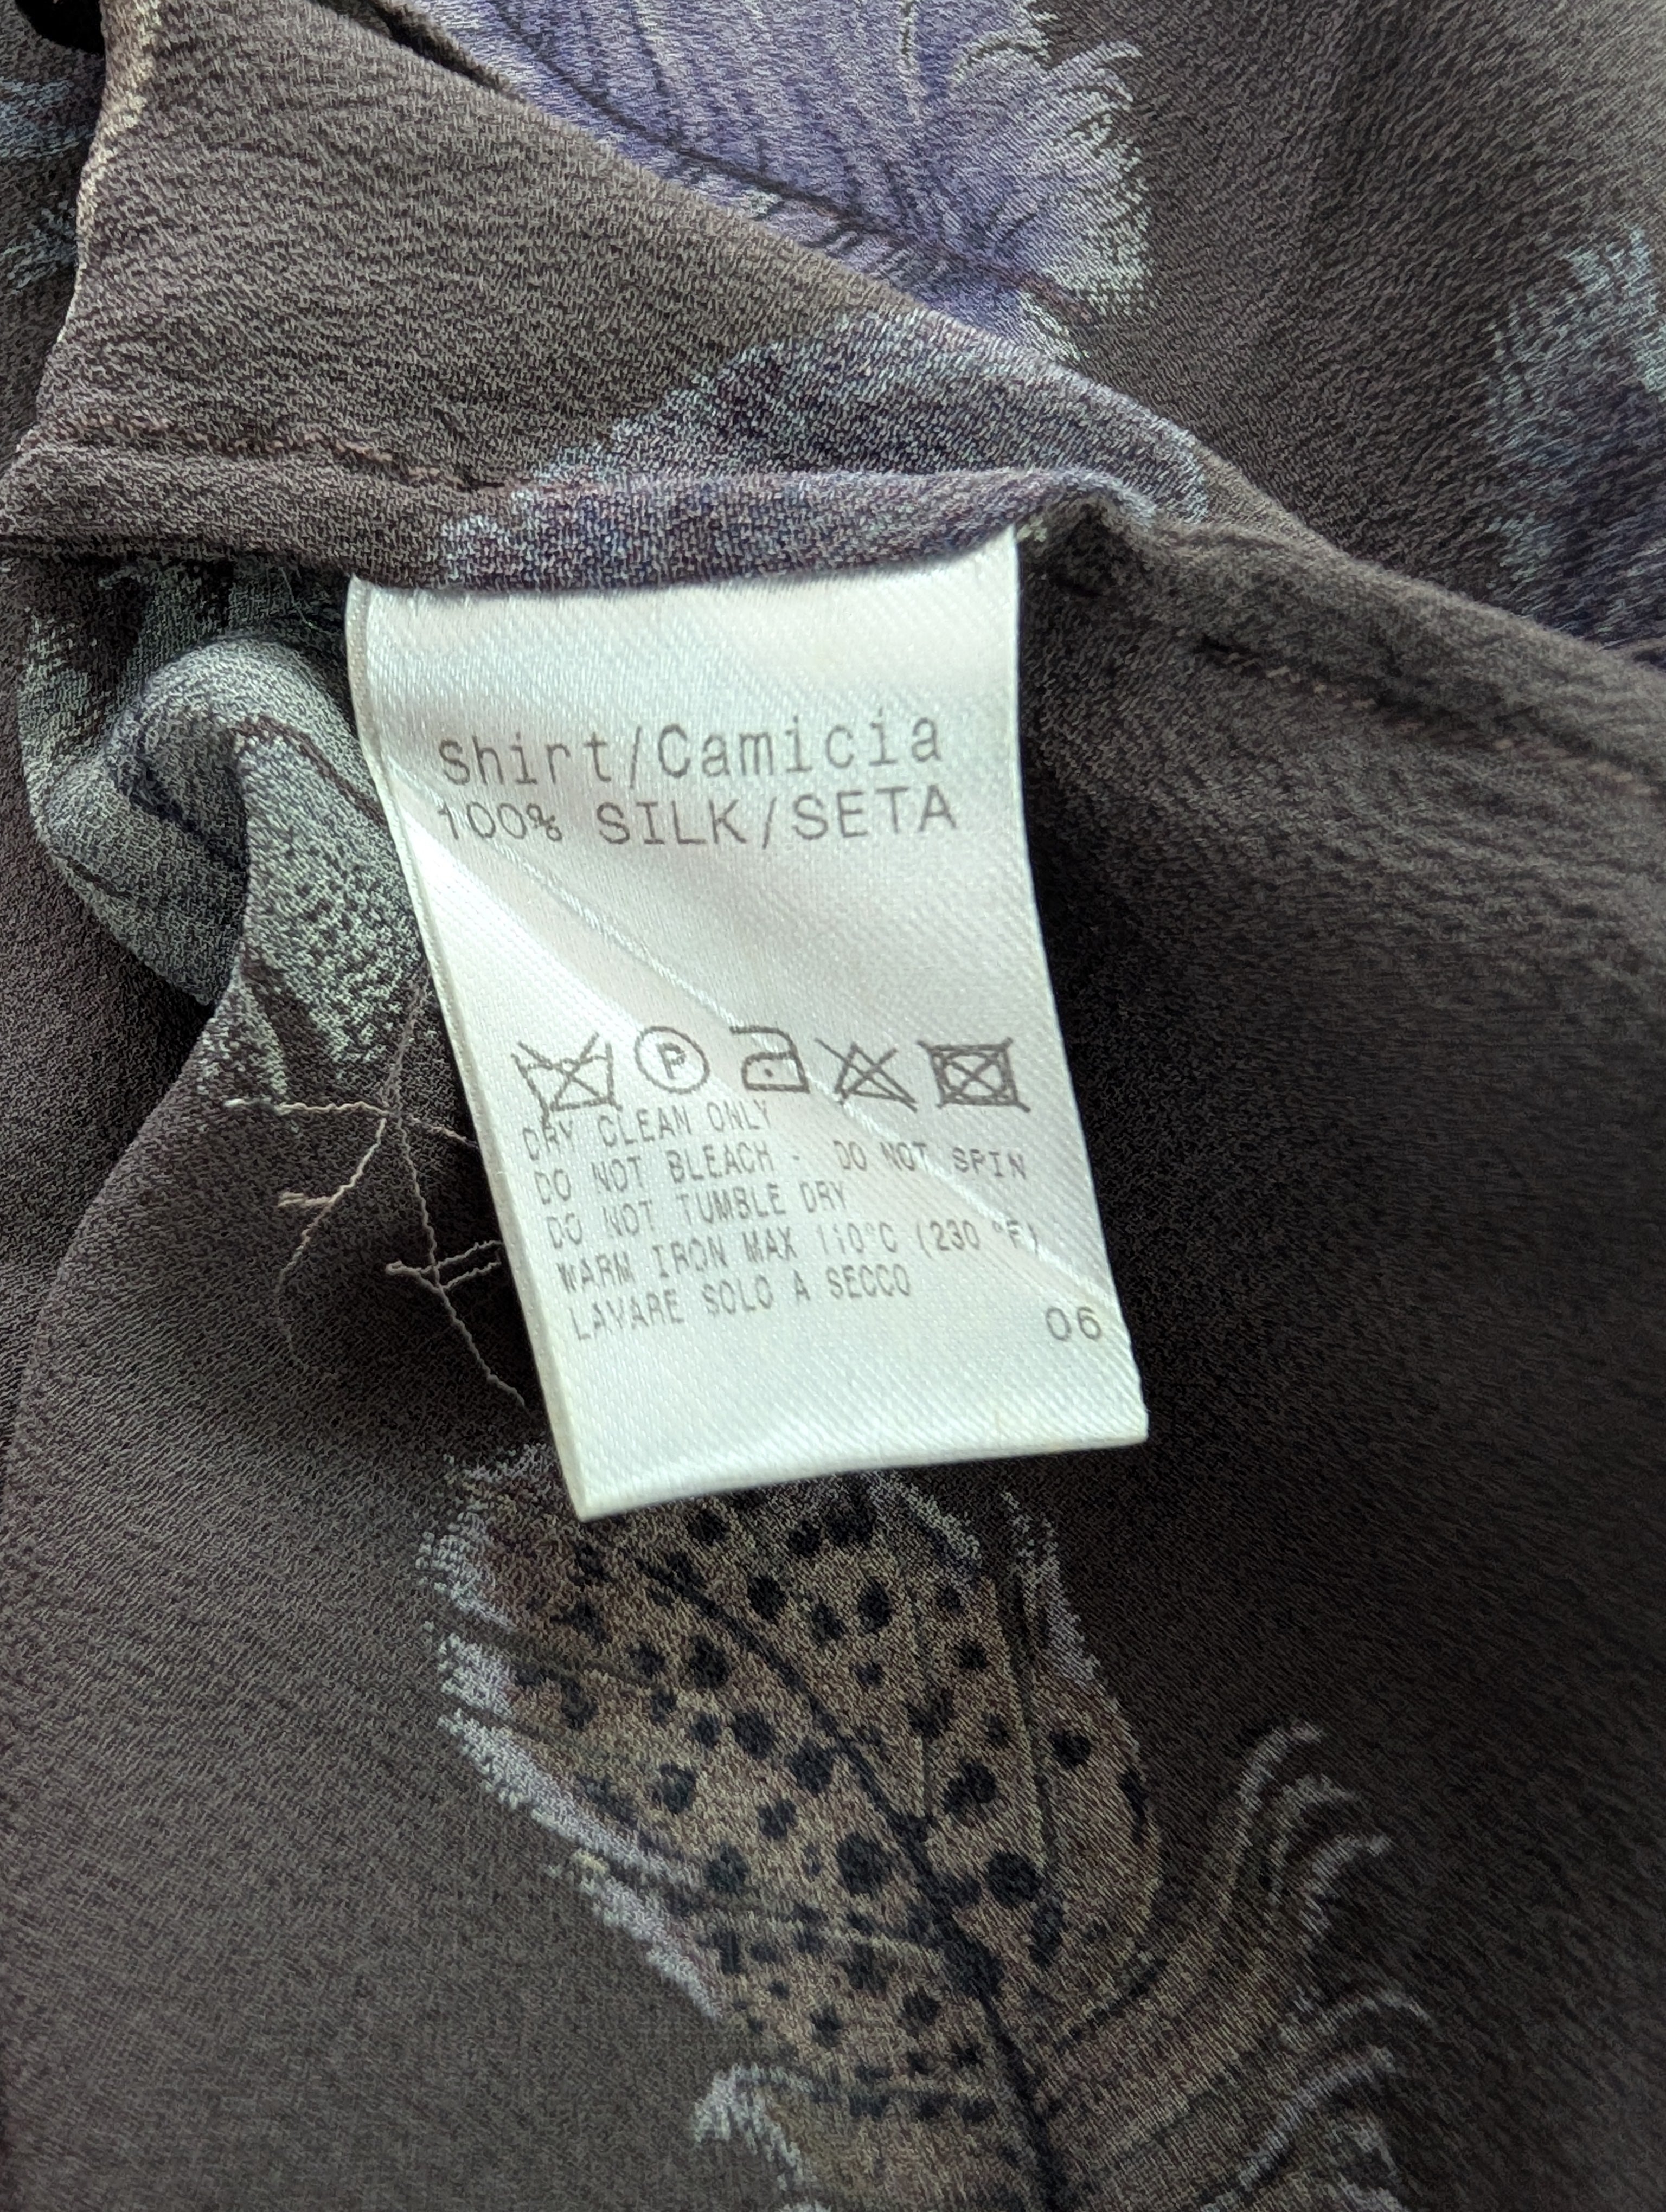 Shirt/Camicia
100% SILK/SETA
P
DRY CLEAN ONLY
DO NOT BLEACH - DO NOT SPIN
DO NOT TUMBLE DRY
WARM IRON MAX 110°C (230 °F)
LAVARE SOLO A SECCO
06